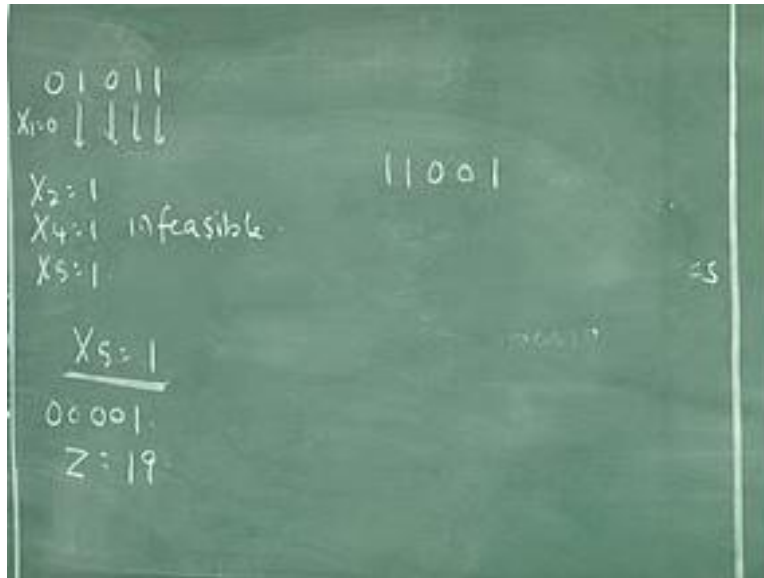 0 1 0 1 1
X1=0 ↓ ↓ ↓ ↓
X2=1
X4=1 infeasible.
X5=1
X5=1
00001.
Z=19
11001
=5